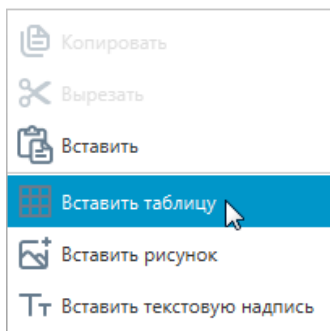 Копировать
Вырезать
Вставить
Вставить таблицу
Вставить рисунок
Вставить текстовую надпись